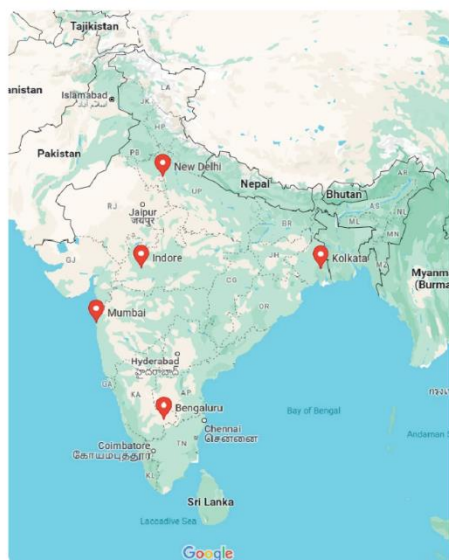 Tajikistan
anistan
Islamabad
LA
JK
HP
Pakistan
PB
New Delhi
Nepal
Bhutan
AR
RJ
Jaipur
जयपुर
UP
AS
NL
BR
ML
MN
GJ
Indore
JH
Kolkata
CG
Myanm
(Burma
OR
Mumbai
Hyderabad
GA
KA
AP
Bengaluru
Bay of Bengal
Chennai
சென்னை
Andaman S
Coimbatore
கோயம்புத்தூர்
TN
KL
Sri Lanka
Laccadive Sea
Google